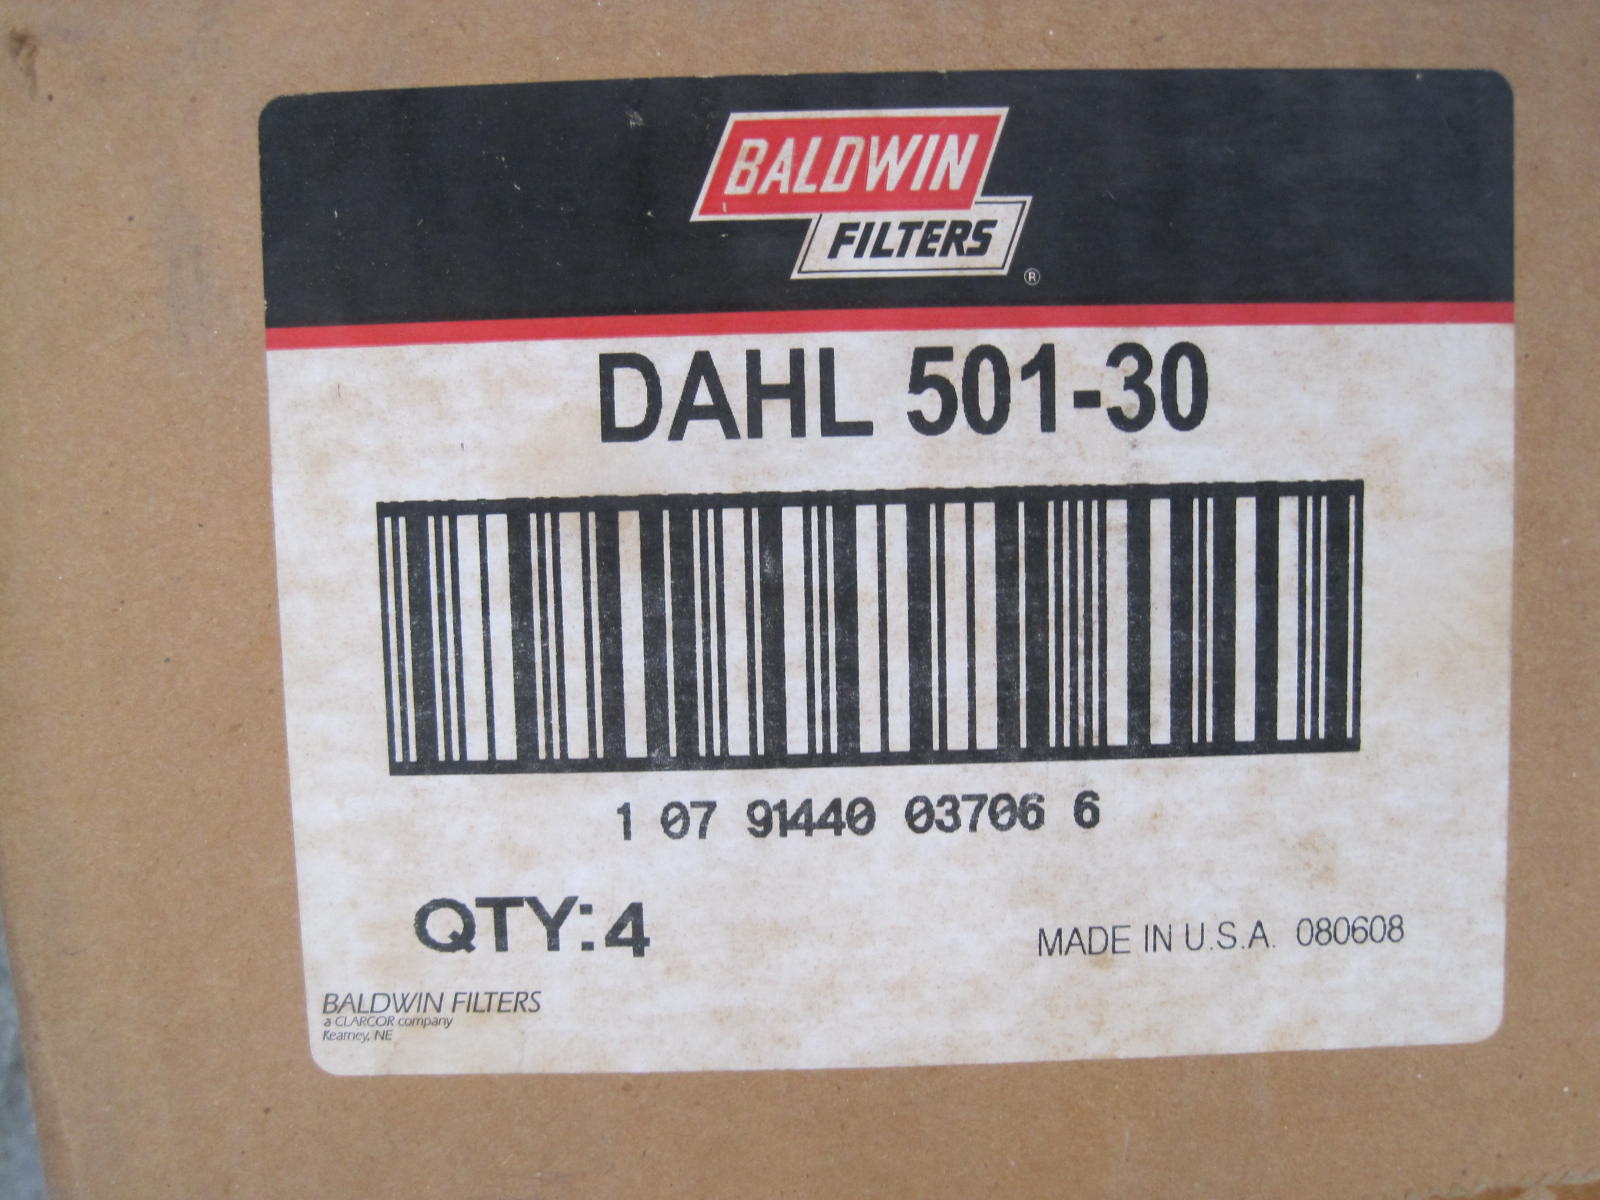 BALDWIN
FILTERS
®
DAHL 501-30
1 07 91440 03706 6
QTY:4
MADE IN U.S.A. 080608
BALDWIN FILTERS
a CLARCOR company
Kearney, NE